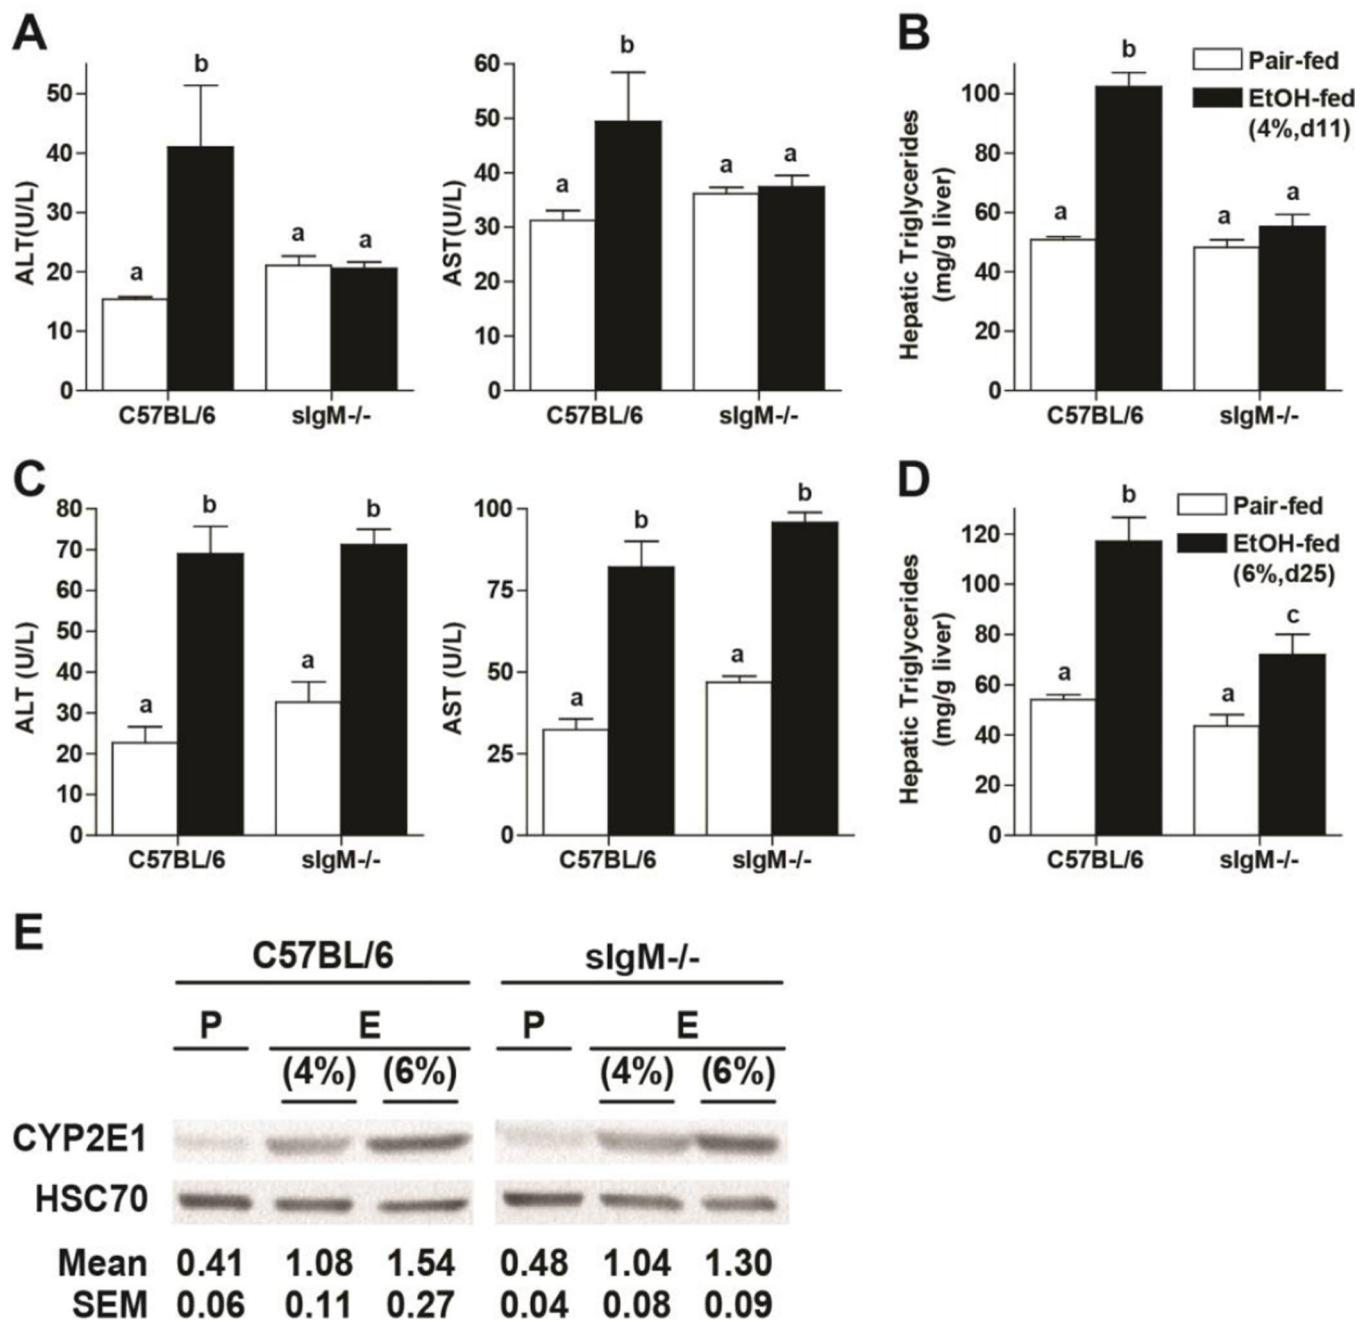 A
ALT(U/L)
50
40
30
20
10
0
b
a
a
a
C57BL/6
sIgM-/-
AST(U/L)
60
50
40
30
20
10
0
b
a
a
a
C57BL/6
sIgM-/-
B
Hepatic Triglycerides
(mg/g liver)
100
80
60
40
20
0
b
a
a
a
Pair-fed
EtOH-fed
(4%,d11)
C57BL/6
sIgM-/-
C
ALT (U/L)
80
70
60
50
40
30
20
10
0
b
b
a
a
C57BL/6
sIgM-/-
AST (U/L)
100
75
50
25
0
b
b
a
a
C57BL/6
sIgM-/-
D
Hepatic Triglycerides
(mg/g liver)
120
100
80
60
40
20
0
b
c
a
a
Pair-fed
EtOH-fed
(6%,d25)
C57BL/6
sIgM-/-
E
C57BL/6 sIgM-/-
P E P E
(4%) (6%) (4%) (6%)
CYP2E1
HSC70
Mean 0.41 1.08 1.54 0.48 1.04 1.30
SEM 0.06 0.11 0.27 0.04 0.08 0.09